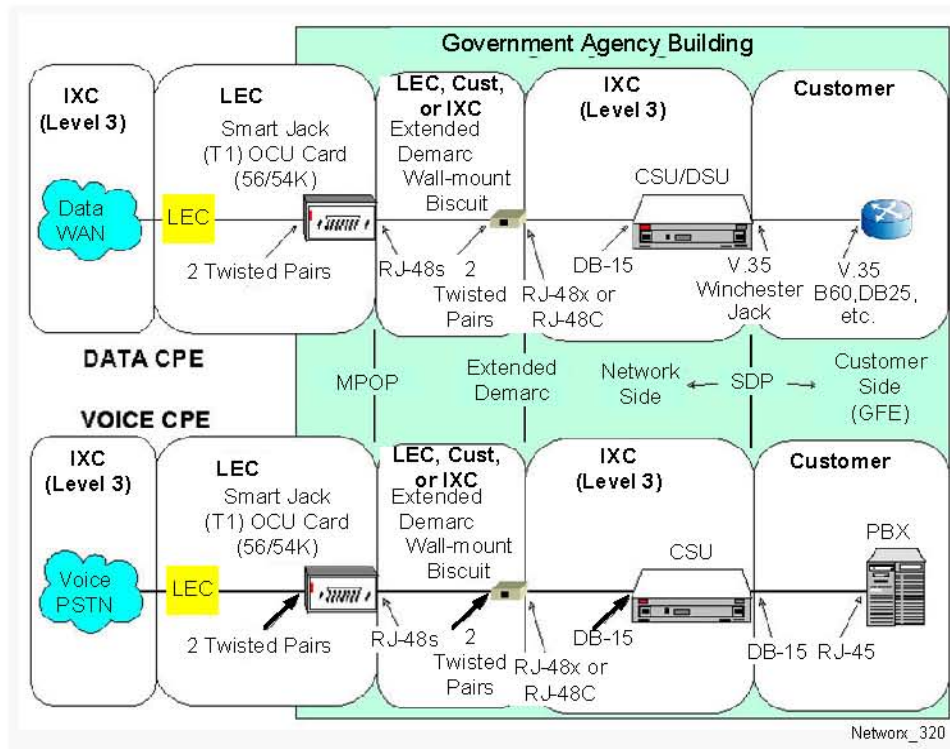 Government Agency Building
IXC
(Level 3)
LEC
LEC, Cust,
or IXC
IXC
(Level 3)
Customer
Smart Jack
(T1) OCU Card
(56/54K)
Extended
Demarc
Wall-mount
Biscuit
CSU/DSU
Data
WAN
LEC
2 Twisted Pairs
RJ-48s
2
Twisted
Pairs
RJ-48x or
RJ-48C
DB-15
V.35
Winchester
Jack
V.35
B60,DB25,
etc.
DATA CPE
MPOP
Extended
Demarc
Network
Side
SDP
Customer
Side
(GFE)
VOICE CPE
IXC
(Level 3)
LEC
LEC, Cust,
or IXC
IXC
(Level 3)
Customer
Smart Jack
(T1) OCU Card
(56/54K)
Extended
Demarc
Wall-mount
Biscuit
CSU
PBX
Voice
PSTN
LEC
2 Twisted Pairs
RJ-48s
2
Twisted
Pairs
RJ-48x or
RJ-48C
DB-15
DB-15
RJ-45
Networx_320